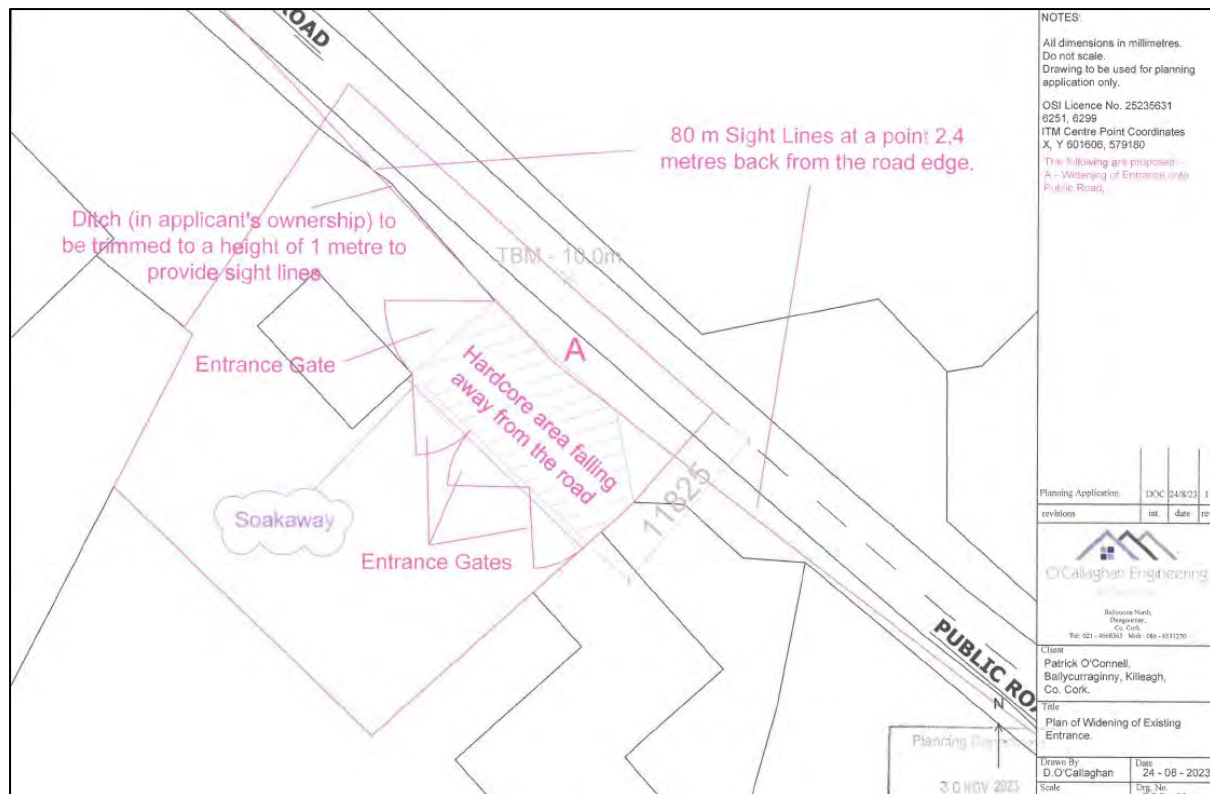 ROAD
80 m Sight Lines at a point 2,4
metres back from the road edge.
Ditch (in applicant's ownership) to
be trimmed to a height of 1 metre to
provide sight lines
TBM - 10.0m
A
Entrance Gate
Hardcore area falling
away from the road
11825
Soakaway
Entrance Gates
PUBLIC ROA
N
Planning
30 NOV 2023
NOTES:
All dimensions in millimetres.
Do not scale.
Drawing to be used for planning
application only.
OSI Licence No. 25235631
6251, 6299
ITM Centre Point Coordinates
X, Y 601606, 579180
The following are proposed -
A - Widening of Entrance onto
Public Road,
Planning Application. DOC 24/8/23 1
revisions int. date re
O'Callaghan Engineering
Dungourney,
Co. Cork.
Client
Patrick O'Connell,
Ballycurraginny, Killeagh,
Co. Cork.
Title
Plan of Widening of Existing
Entrance.
Drawn By Date
D.O'Callaghan 24 - 08 - 2023
Scale Drg. No.